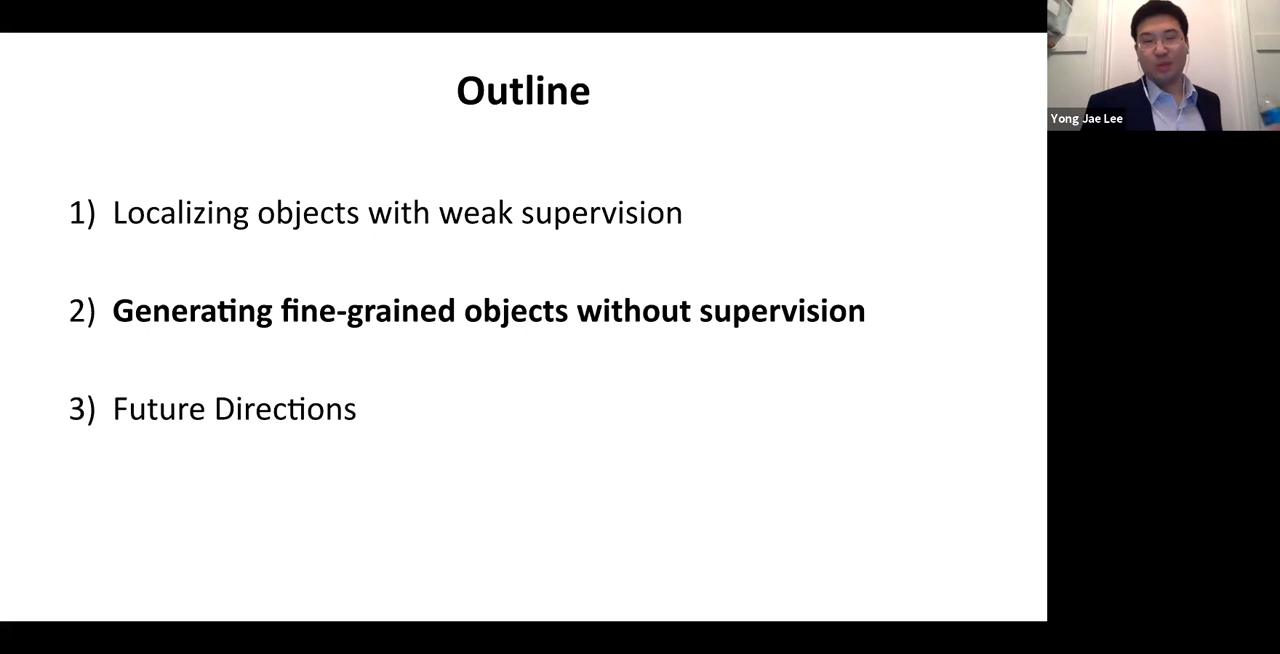 Outline
1) Localizing objects with weak supervision
2) Generating fine-grained objects without supervision
3) Future Directions
Yong Jae Lee